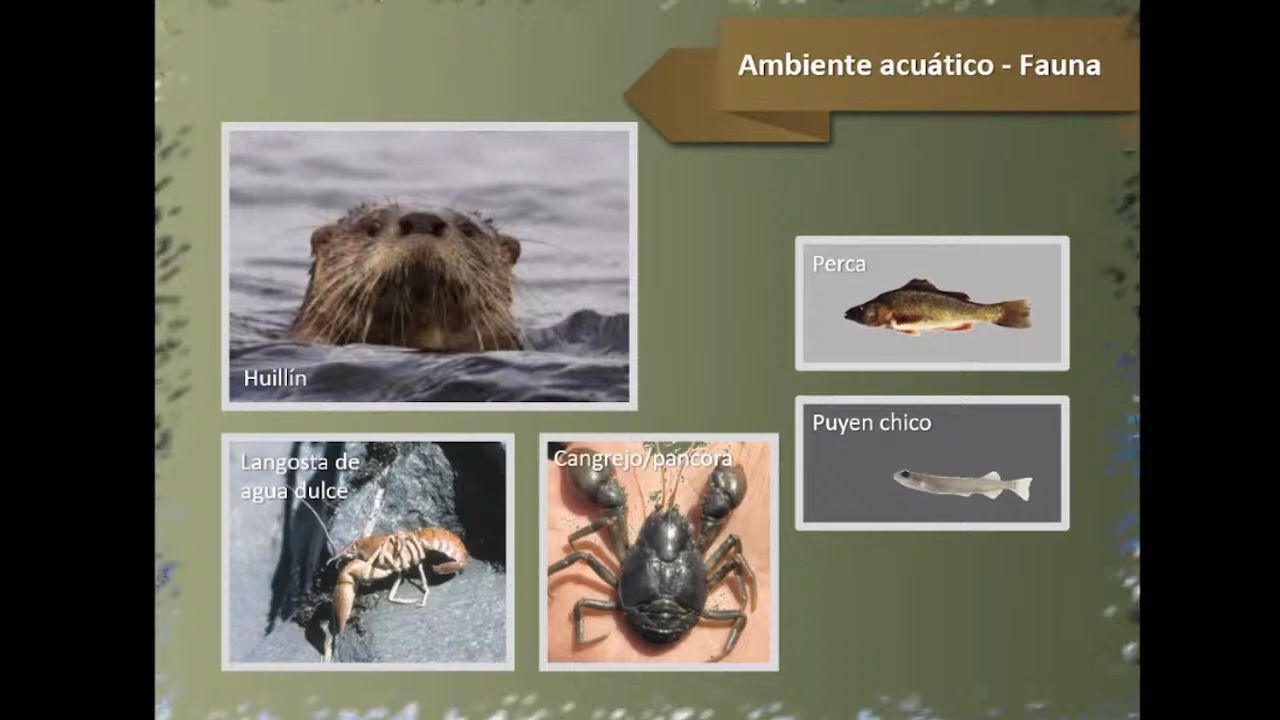 Ambiente acuático - Fauna
Huillín
Perca
Puyen chico
Langosta de
agua dulce
Cangrejo/pancora